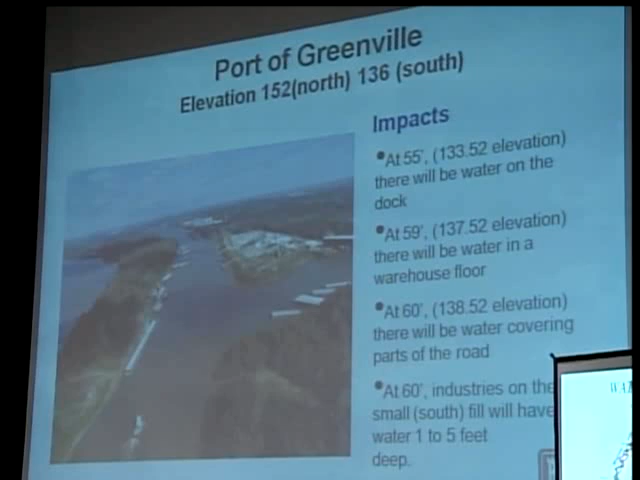 Port of Greenville
Elevation 152(north) 136 (south)
Impacts
•At 55', (133.52 elevation)
there will be water on the
dock
•At 59', (137.52 elevation)
there will be water in a
warehouse floor
•At 60', (138.52 elevation)
there will be water covering
parts of the road
•At 60', industries on the
small (south) fill will have
water 1 to 5 feet
deep.